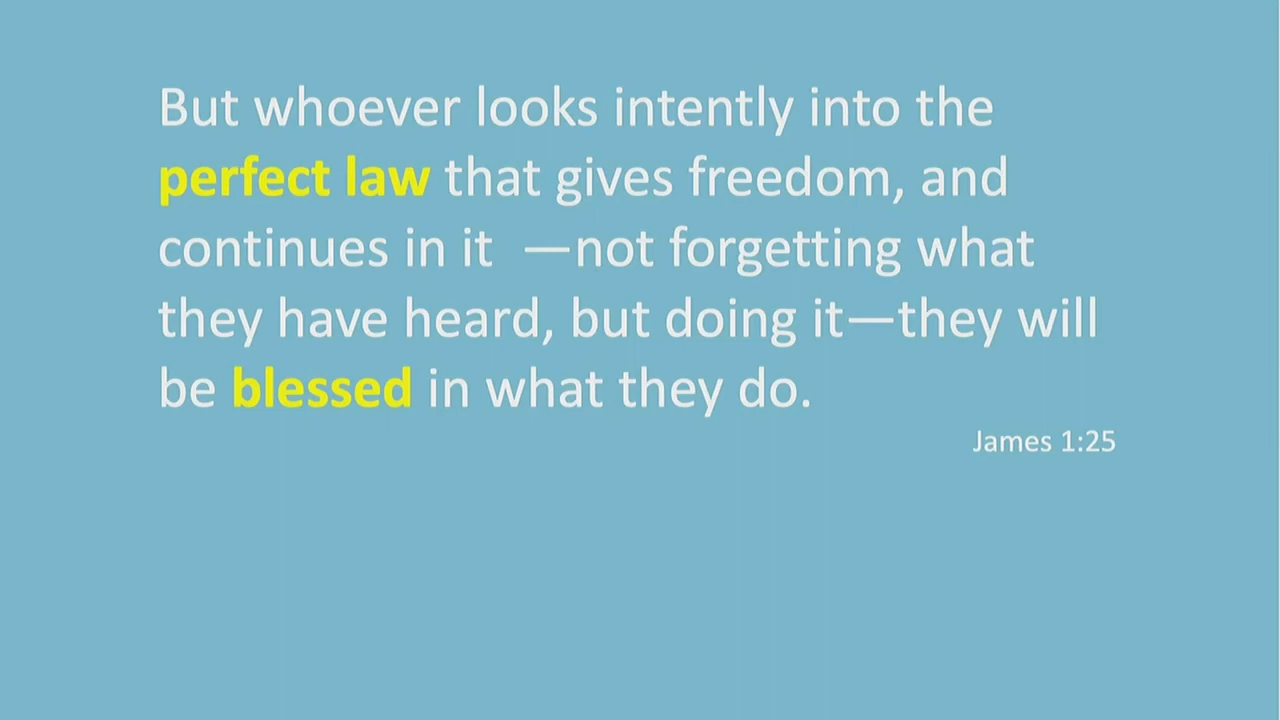 But whoever looks intently into the
perfect law that gives freedom, and
continues in it  —not forgetting what
they have heard, but doing it—they will
be blessed in what they do.
James 1:25